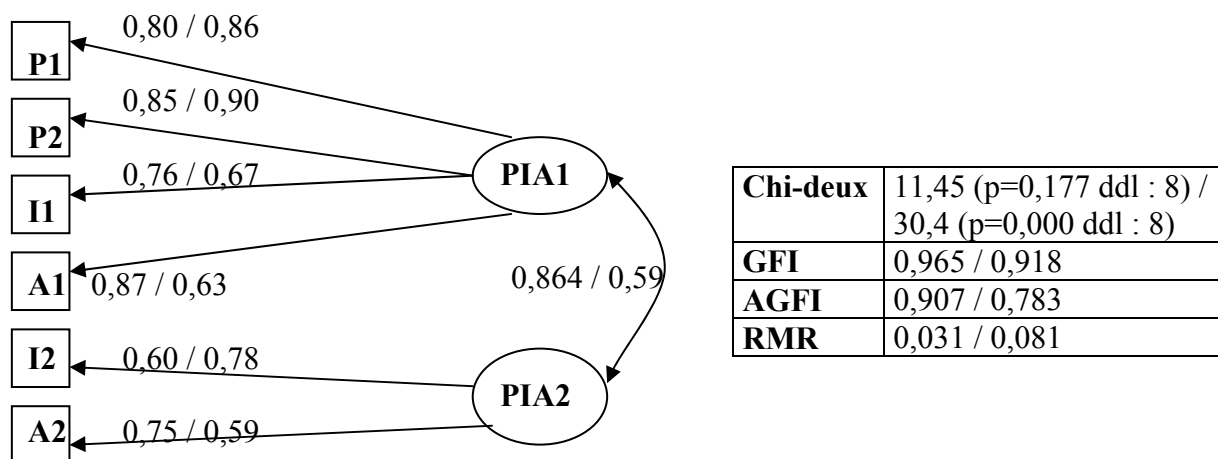 0,80 / 0,86
P1
0,85 / 0,90
P2
0,76 / 0,67
PIA1
I1
A1
0,87 / 0,63
0,864 / 0,59
I2
0,60 / 0,78
PIA2
A2
0,75 / 0,59
Chi-deux 11,45 (p=0,177 ddl : 8) /
30,4 (p=0,000 ddl : 8)
GFI 0,965 / 0,918
AGFI 0,907 / 0,783
RMR 0,031 / 0,081